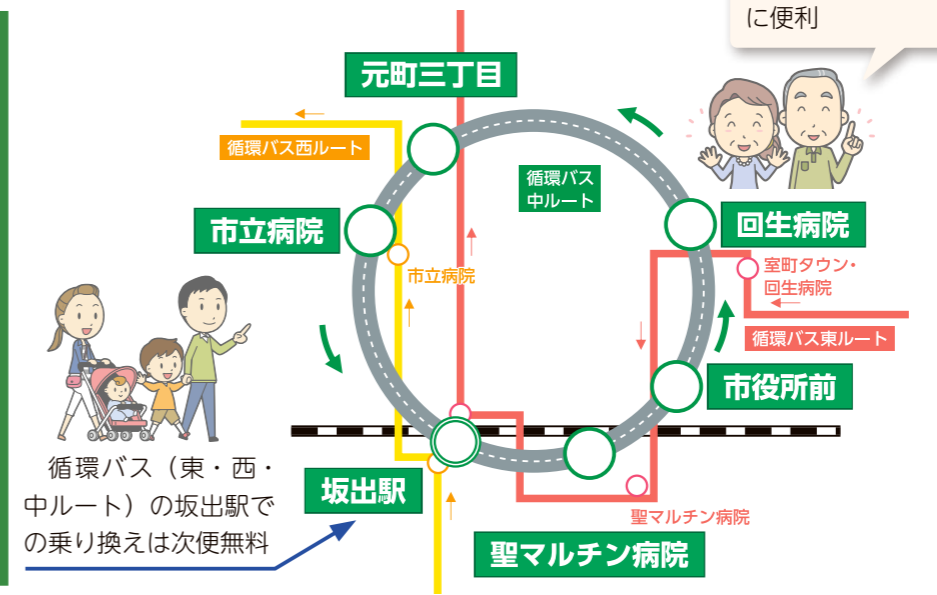 に便利
元町三丁目
循環バス西ルート
循環バス
中ルート
市立病院
回生病院
市立病院
室町タウン・
回生病院
循環バス東ルート
市役所前
循環バス（東・西・
中ルート）の坂出駅で
の乗り換えは次便無料
坂出駅
聖マルチン病院
聖マルチン病院